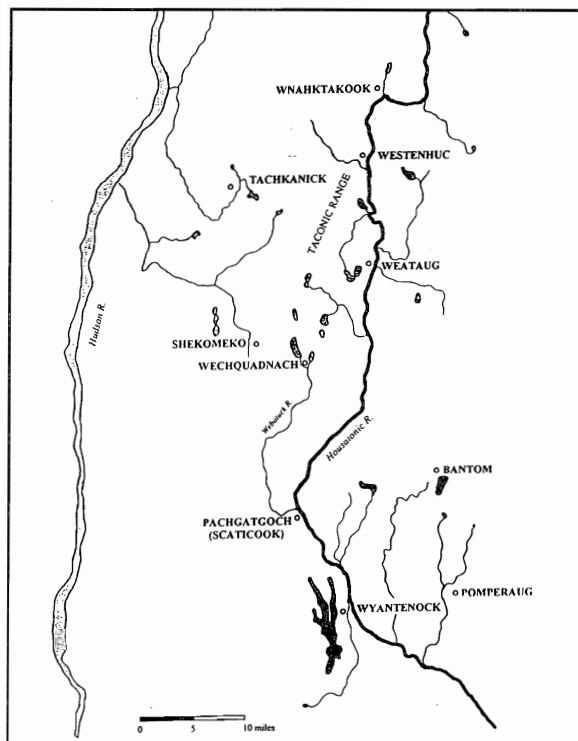 WNAHKTAKOOK
WESTENHUC
TACHKANICK
TACONIC RANGE
WEATAUG
Hudson R.
SHEKOMEKO
WECHQUADNACH
Webatuck R.
Housatonic R.
BANTOM
PACHGATGOCH
(SCATICOOK)
POMPERAUG
WYANTENOCK
0 5 10 miles